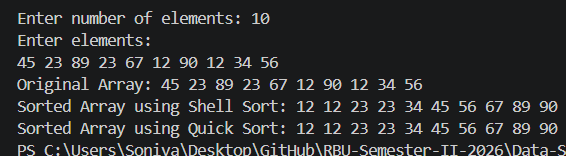 Enter number of elements: 10
Enter elements:
45 23 89 23 67 12 90 12 34 56
Original Array: 45 23 89 23 67 12 90 12 34 56
Sorted Array using Shell Sort: 12 12 23 23 34 45 56 67 89 90
Sorted Array using Quick Sort: 12 12 23 23 34 45 56 67 89 90
PS C:\Users\Soniya\Desktop\GitHub\RBU-Semester-II-2026\Data-S